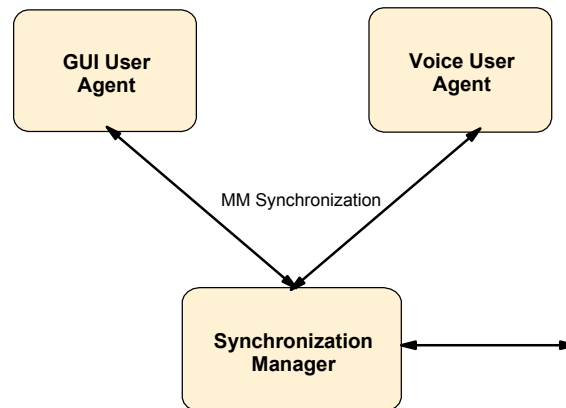 GUI User
Agent
Voice User
Agent
MM Synchronization
Synchronization
Manager